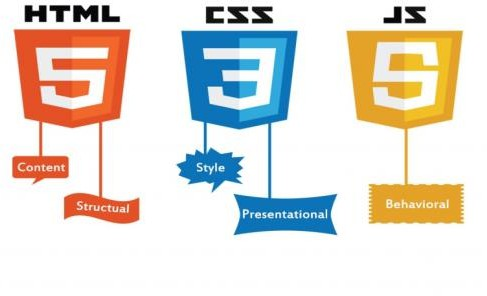 HTML
CSS
JS
5
3
5
Content
Structual
Style
Presentational
Behavioral